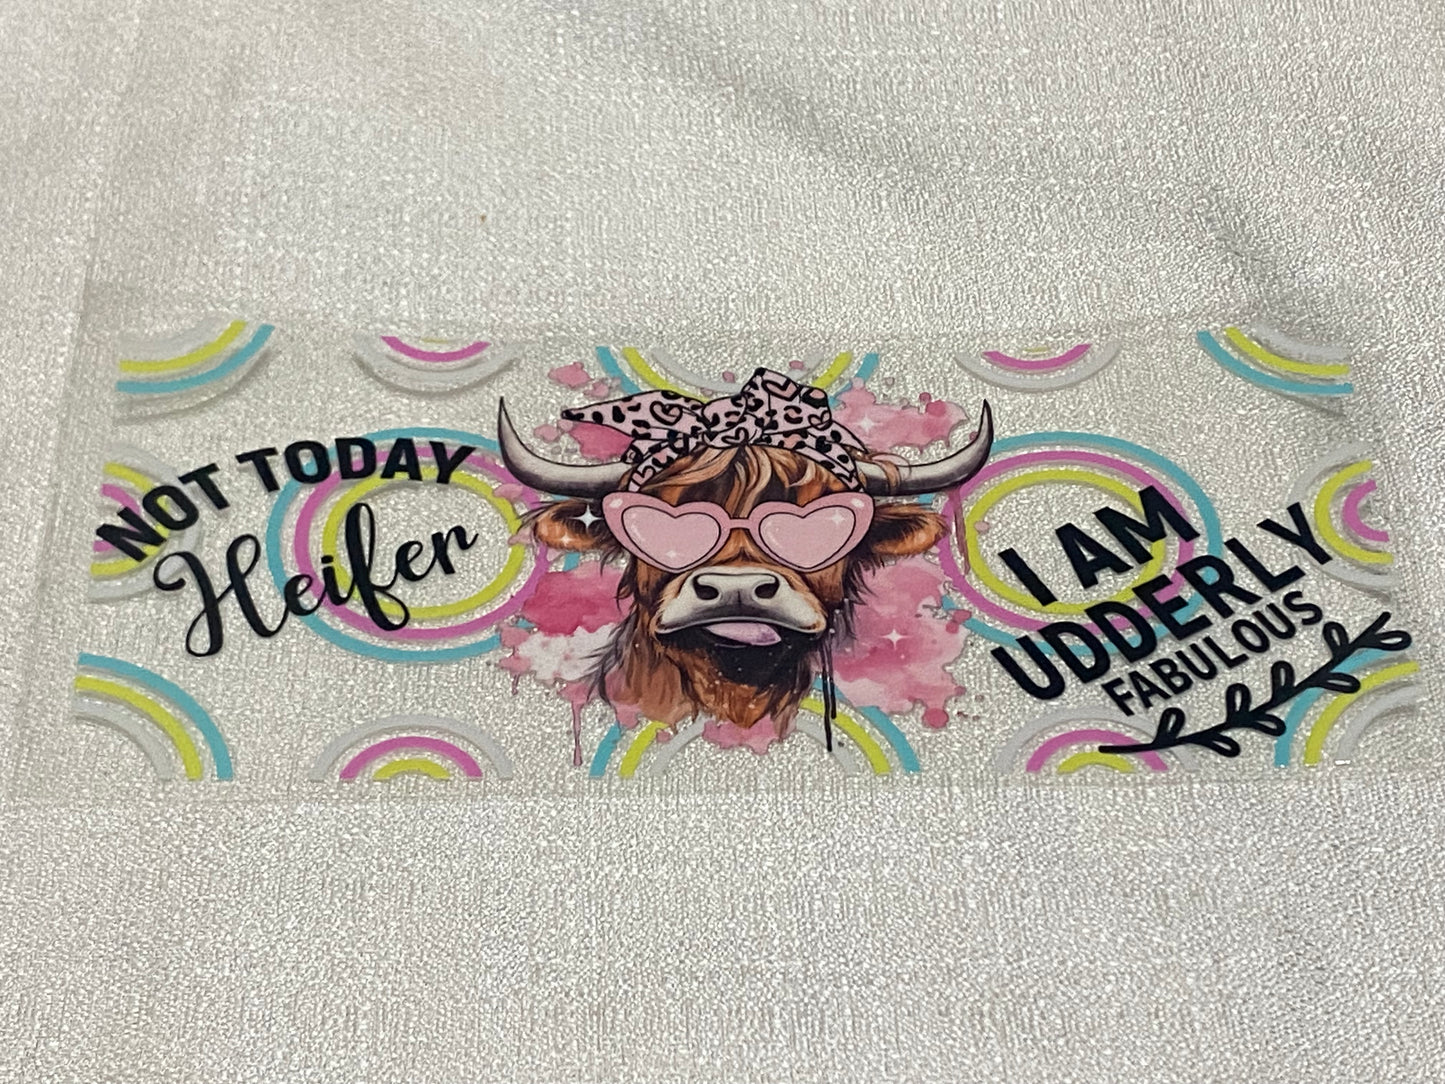 NOT TODAY
Heifer
I AM
UDDERLY
FABULOUS